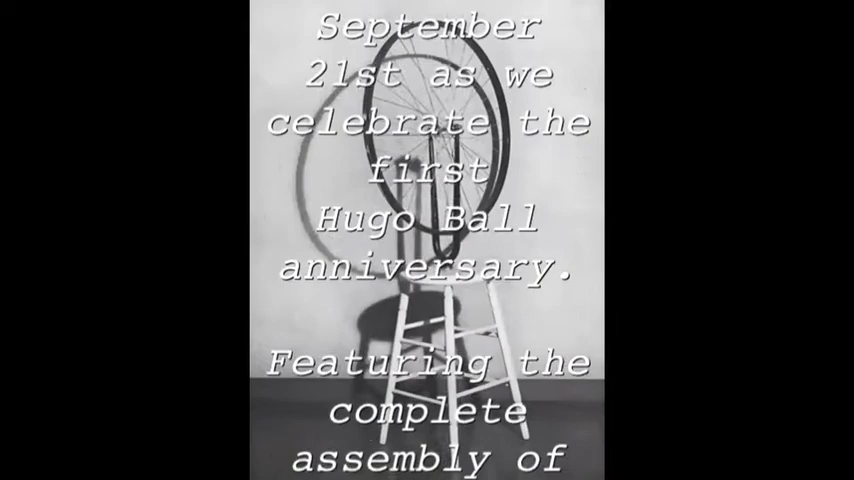 September
21st as we
celebrate the
first
Hugo Ball
anniversary.
Featuring the
complete
assembly of